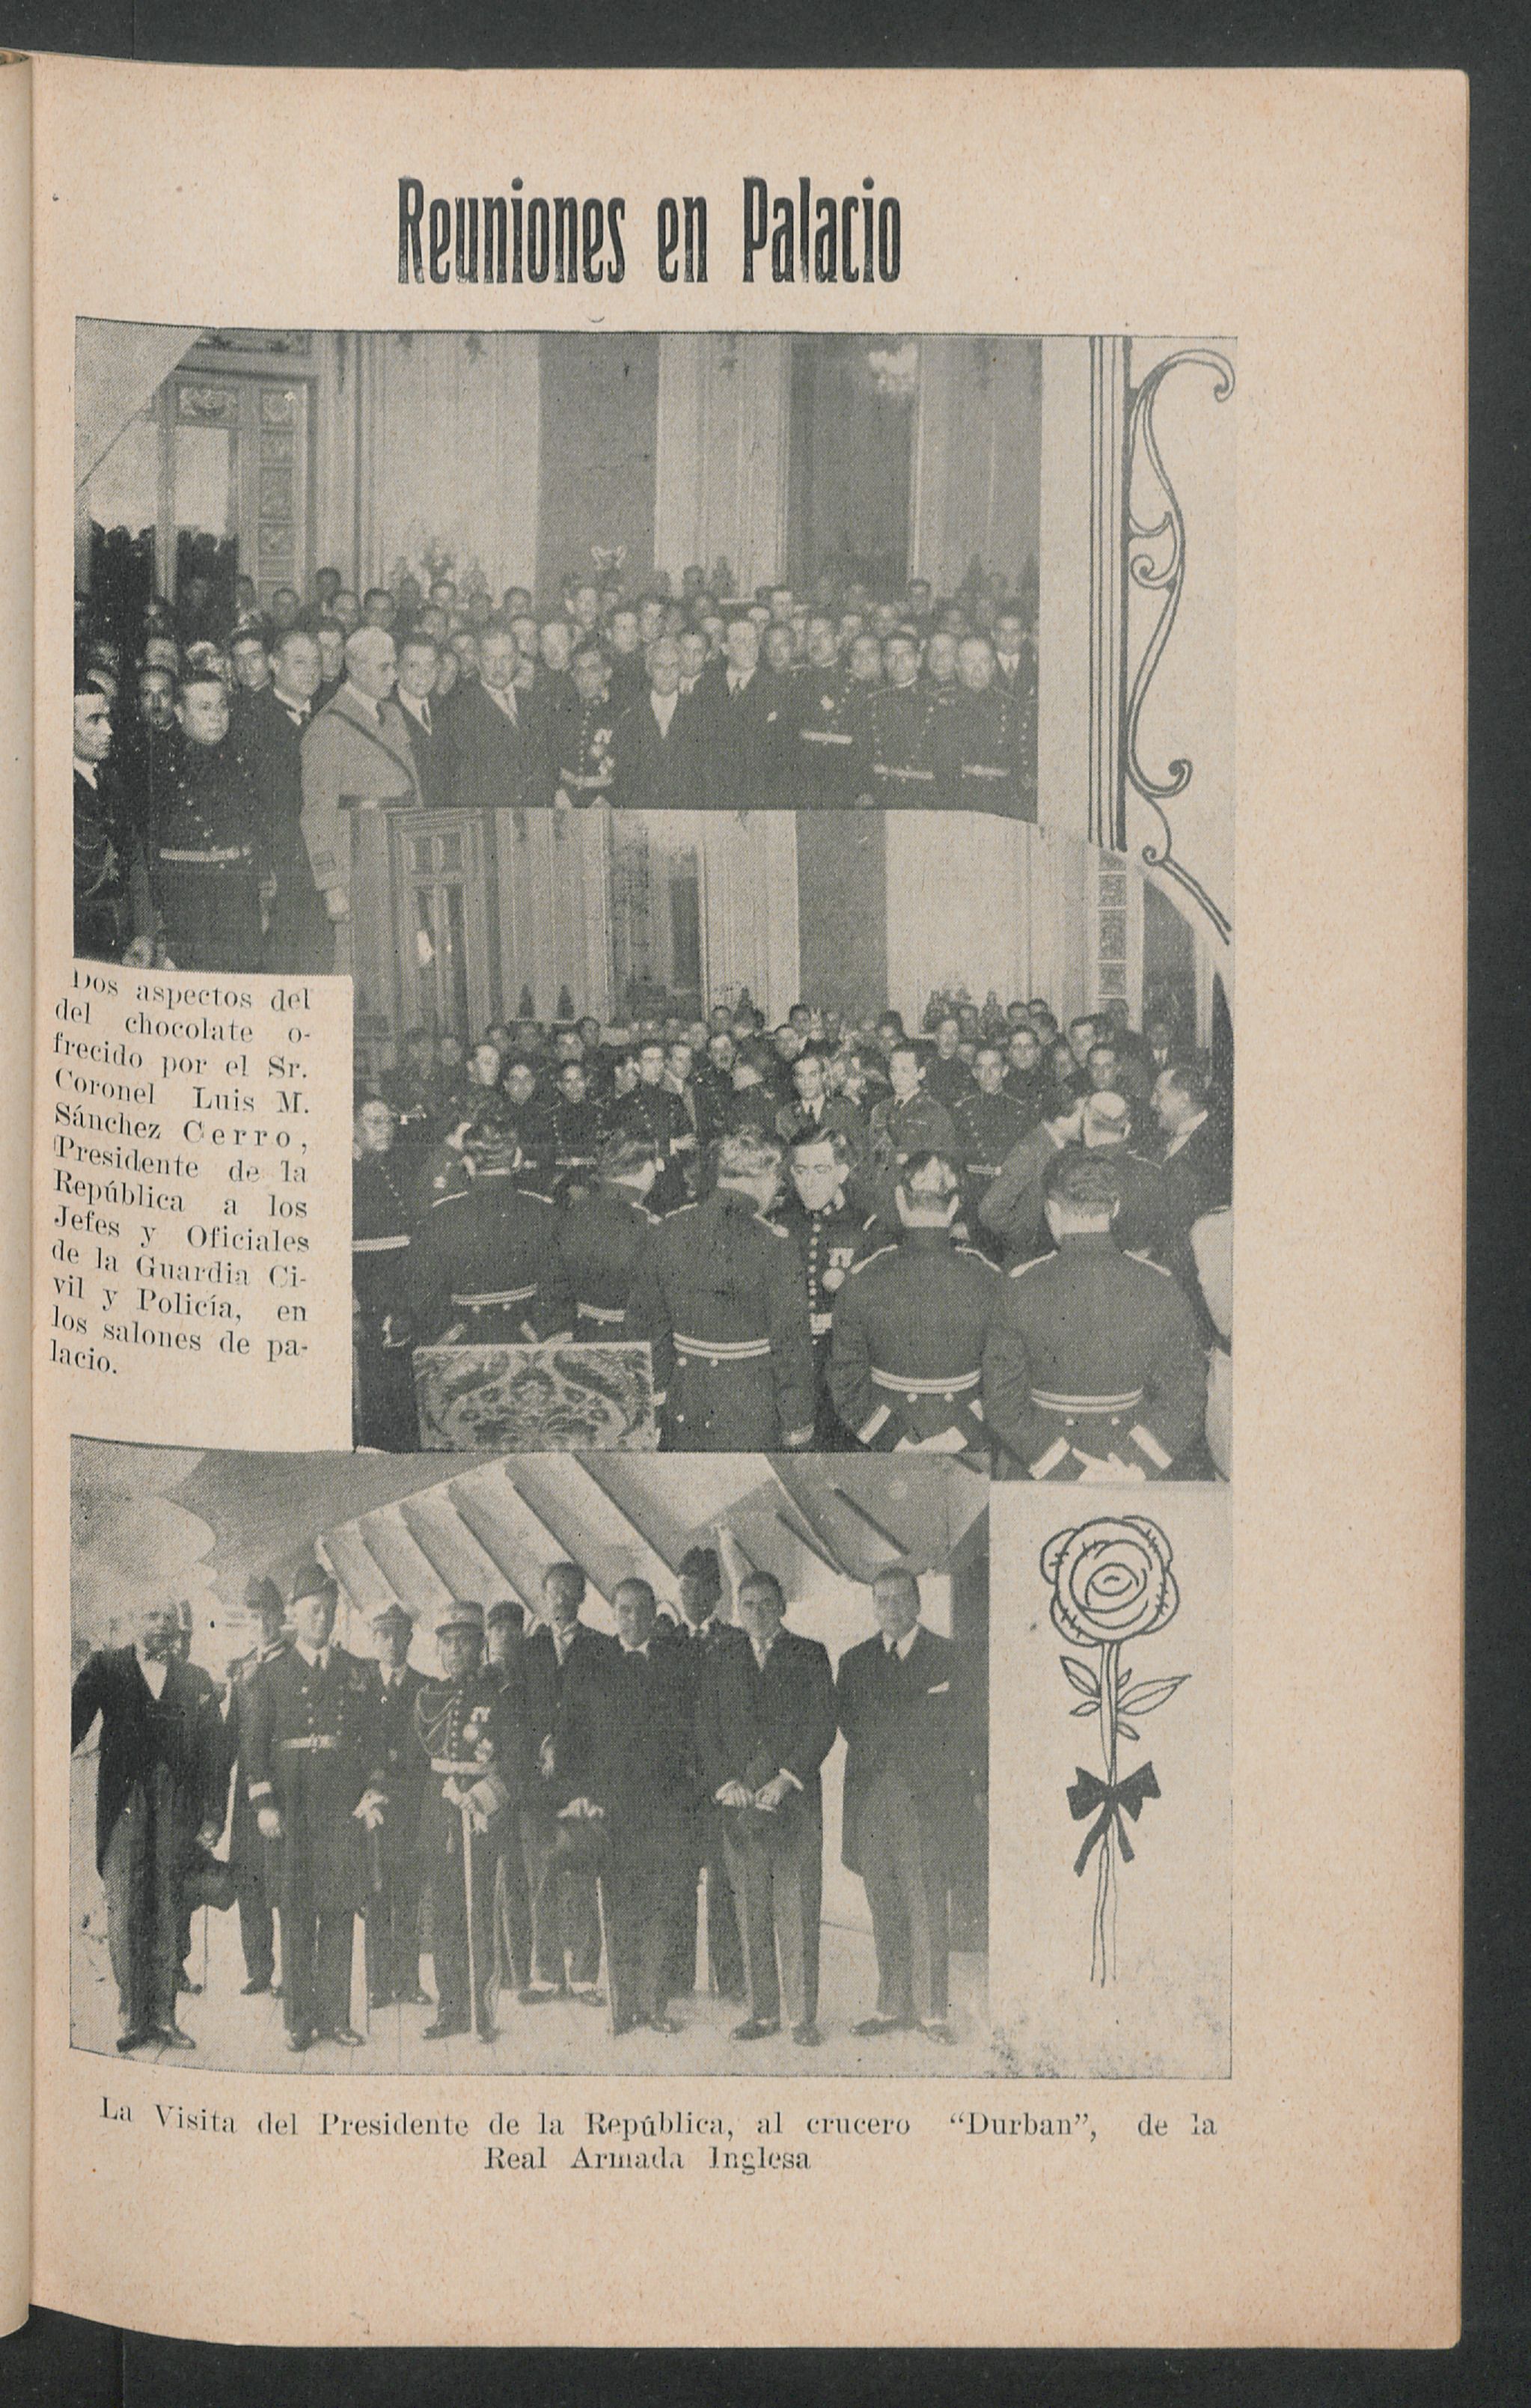 Reuniones en Palacio
Dos aspectos del
del chocolate o-
frecido por el Sr.
Coronel Luis M.
Sánchez Cerro,
Presidente de la
República a los
Jefes y Oficiales
de la Guardia Ci-
vil y Policía, en
los salones de pa-
lacio.
La Visita del Presidente de la República, al crucero "Durban", de la
Real Armada Inglesa